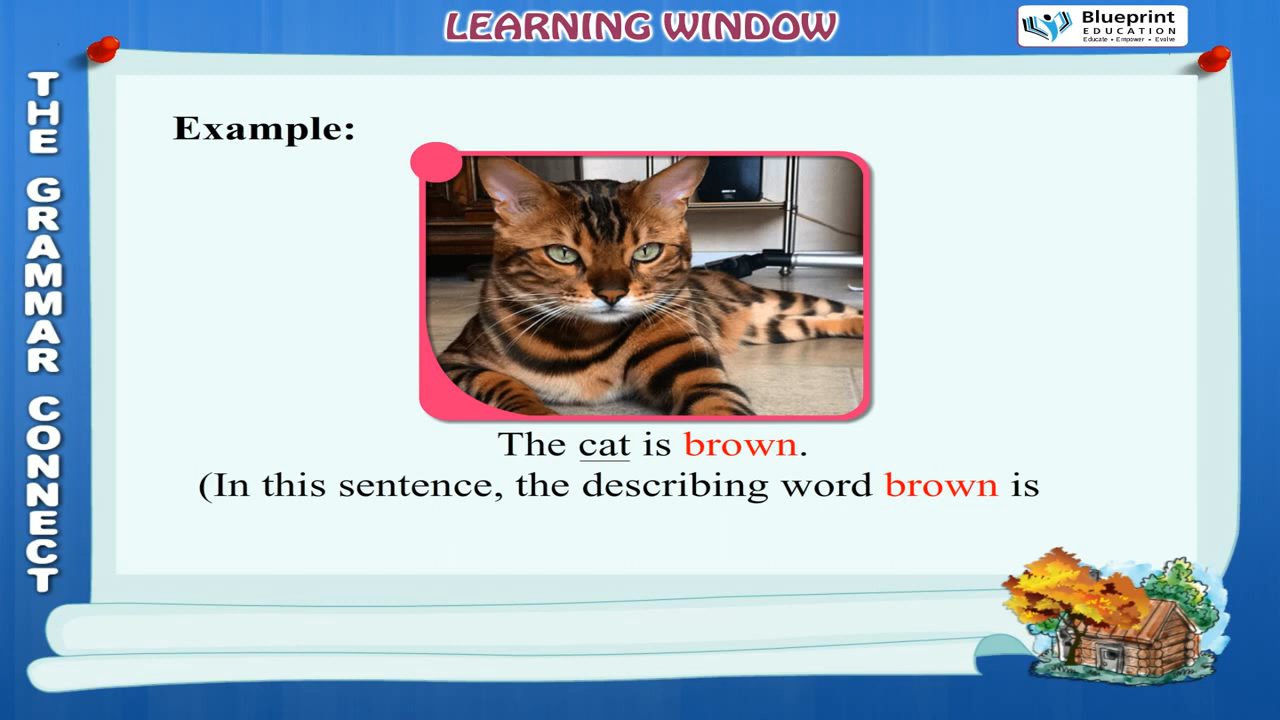 LEARNING WINDOW
Blueprint
EDUCATION
Educate • Empower • Evolve
THE GRAMMAR CONNECT
Example:
The cat is brown.
(In this sentence, the describing word brown is